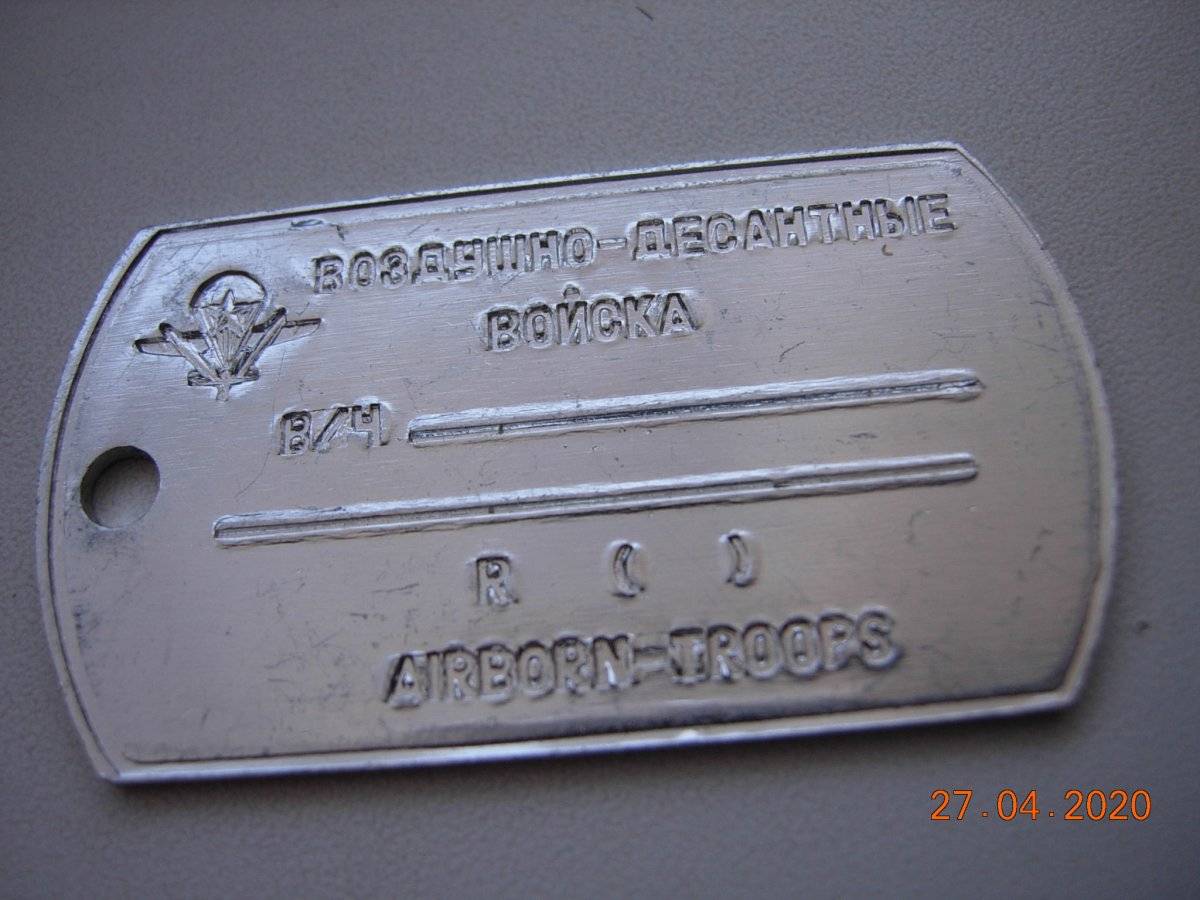 ВОЗДУШНО-ДЕСАНТНЫЕ
ВОЙСКА
В/Ч
R ( )
AIRBORN-TROOPS
27.04.2020